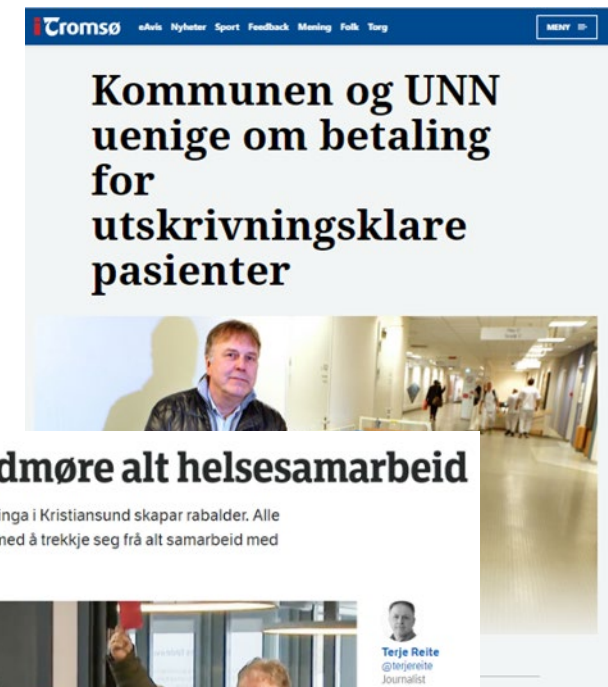 iTromsø eAvis Nyheter Sport Feedback Mening Folk Torg MENY
Kommunen og UNN
uenige om betaling
for
utskrivningsklare
pasienter
dmøre alt helsesamarbeid
inga i Kristiansund skapar rabalder. Alle
med å trekkje seg frå alt samarbeid med
Terje Reite
@terjereite
Journalist